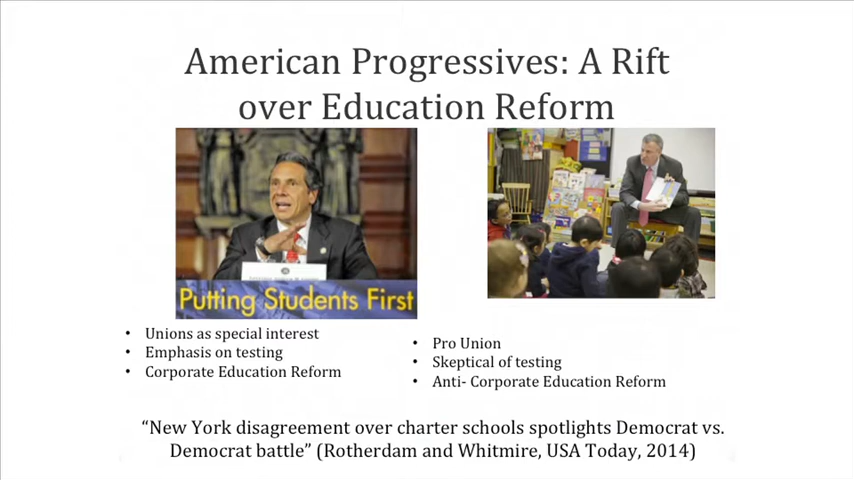 American Progressives: A Rift
over Education Reform
Putting Students First
• Unions as special interest
• Emphasis on testing
• Corporate Education Reform
• Pro Union
• Skeptical of testing
• Anti- Corporate Education Reform
“New York disagreement over charter schools spotlights Democrat vs.
Democrat battle” (Rotherdam and Whitmire, USA Today, 2014)